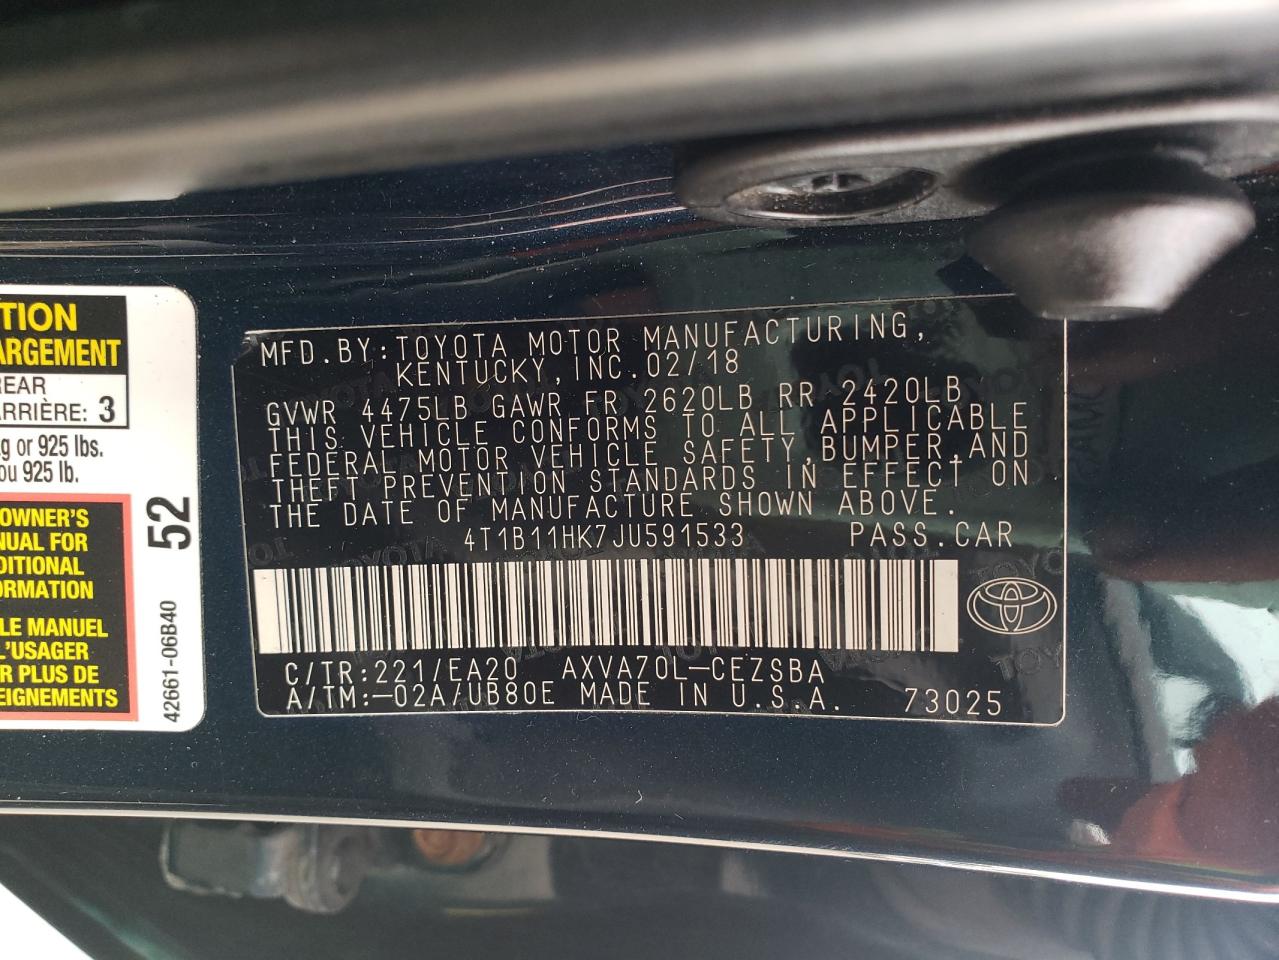 TION
ARGEMENT
REAR
ARRIÈRE: 3
g or 925 lbs.
ou 925 lb.
OWNER'S
NUAL FOR
DITIONAL
ORMATION
LE MANUEL
L'USAGER
R PLUS DE
EIGNEMENTS
52
42661-06B40
MFD.BY:TOYOTA MOTOR MANUFACTURING,
KENTUCKY,INC.02/18
GVWR 4475LB GAWR FR 2620LB RR 2420LB
THIS VEHICLE CONFORMS TO ALL APPLICABLE
FEDERAL MOTOR VEHICLE SAFETY,BUMPER,AND
THEFT PREVENTION STANDARDS IN EFFECT ON
THE DATE OF MANUFACTURE SHOWN ABOVE.
4T1B11HK7JU591533 PASS.CAR
C/TR:221/EA20 AXVA70L-CEZSBA
A/TM:-02A/UB80E MADE IN U.S.A. 73025